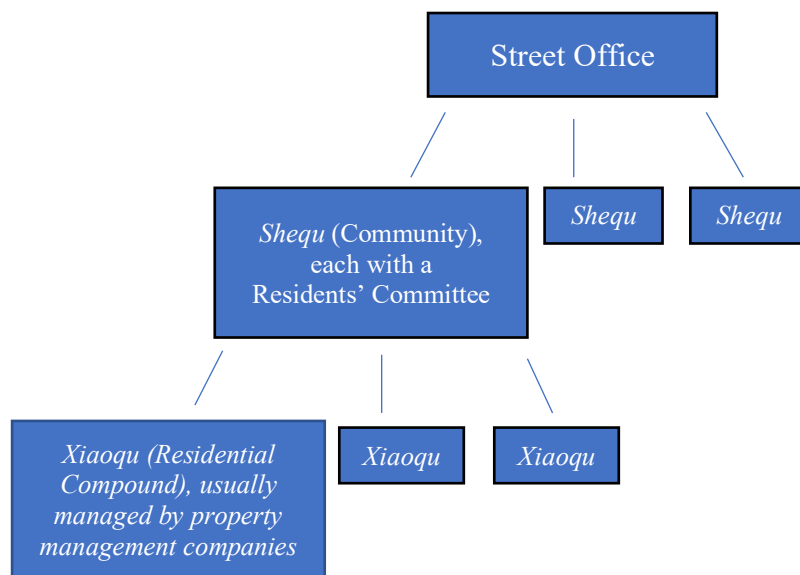 Street Office
Shequ (Community),
each with a
Residents’ Committee
Shequ
Shequ
Xiaoqu (Residential
Compound), usually
managed by property
management companies
Xiaoqu
Xiaoqu